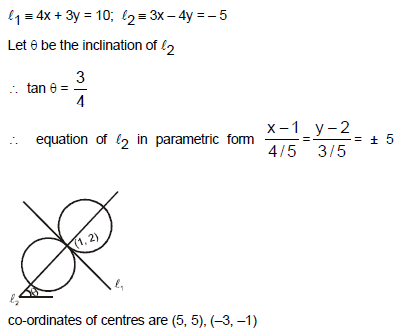 ℓ₁ ≡ 4x + 3y = 10; ℓ₂ ≡ 3x – 4y = – 5
Let θ be the inclination of ℓ₂
∴ tan θ = 3/4
∴ equation of ℓ₂ in parametric form (x – 1)/(4/5) = (y – 2)/(3/5) = ± 5
(1, 2)
ℓ₁
ℓ₂
co-ordinates of centres are (5, 5), (–3, –1)